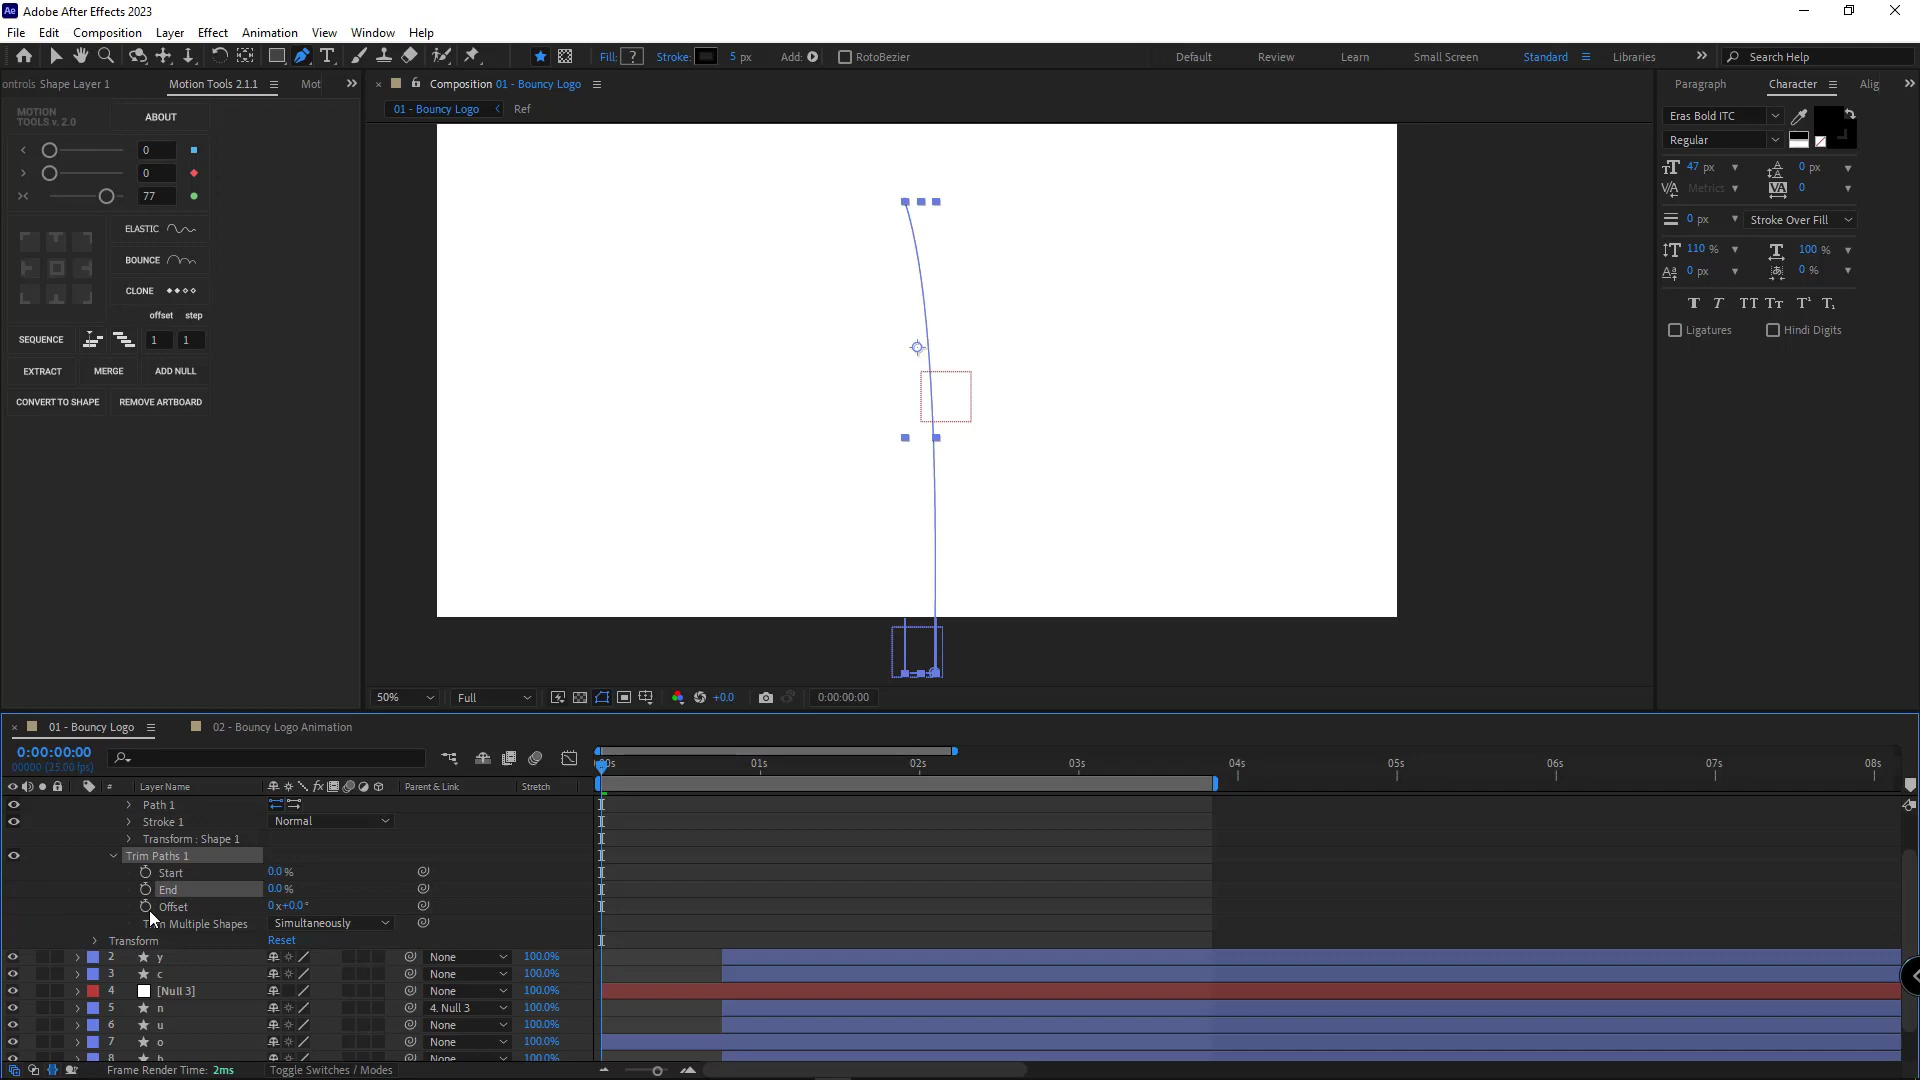 Ae Adobe After Effects 2023
File Edit Composition Layer Effect Animation View Window Help
Fill: ? Stroke: 5 px Add: RotoBezier Default Review Learn Small Screen Standard Libraries Search Help
ontrols Shape Layer 1 Motion Tools 2.1.1 Mot
Composition 01 - Bouncy Logo
Paragraph Character Alig
01 - Bouncy Logo Ref
MOTION
TOOLS v. 2.0
ABOUT
0
0
77
ELASTIC
BOUNCE
CLONE
offset step
SEQUENCE 1 1
EXTRACT MERGE ADD NULL
CONVERT TO SHAPE REMOVE ARTBOARD
Eras Bold ITC
Regular
47 px 0 px
Metrics 0
0 px Stroke Over Fill
110 % 100 %
0 px 0 %
T T TT Tt T¹ T₁
Ligatures Hindi Digits
50% Full +0.0 0:00:00:00
01 - Bouncy Logo 02 - Bouncy Logo Animation
0:00:00:00
00000 (25.00 fps)
00s 01s 02s 03s 04s 05s 06s 07s 08s
# Layer Name fx Parent & Link Stretch
Path 1
Stroke 1 Normal
Transform : Shape 1
Trim Paths 1
Start 0.0 %
End 0.0 %
Offset 0 x+0.0 °
Multiple Shapes Simultaneously
Transform Reset
2 y None 100.0%
3 c None 100.0%
4 [Null 3] None 100.0%
5 n 4. Null 3 100.0%
6 u None 100.0%
7 o None 100.0%
8 b None 100.0%
Frame Render Time: 2ms Toggle Switches / Modes